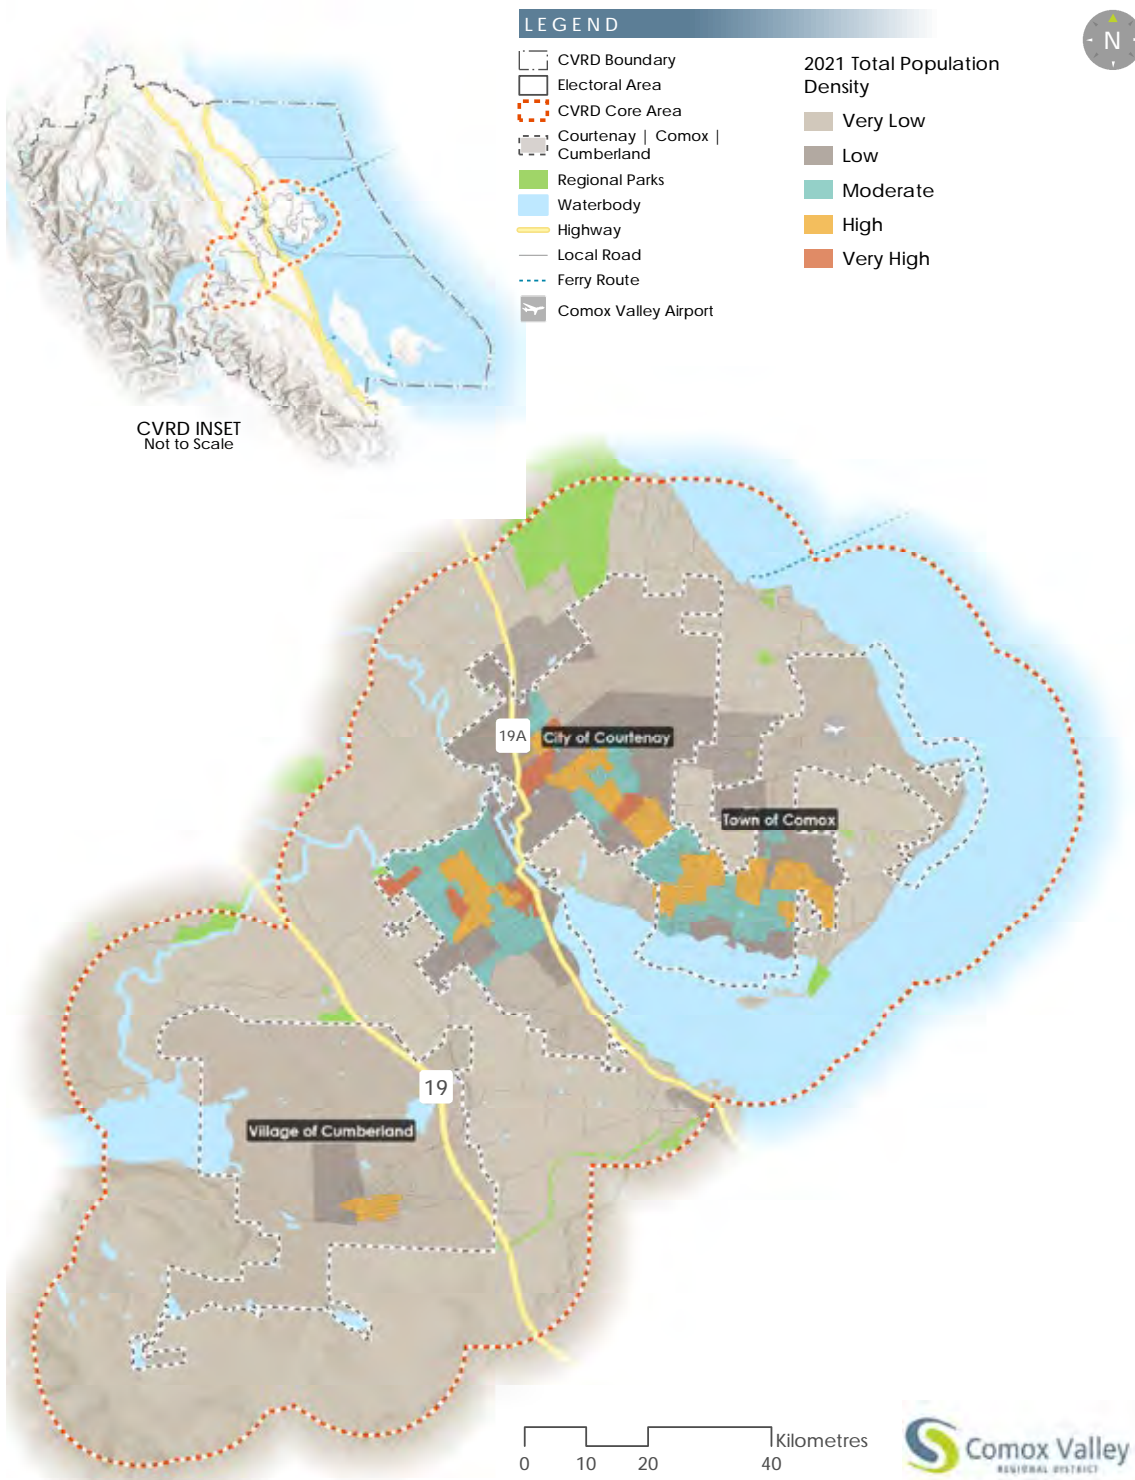 LEGEND
CVRD Boundary
Electoral Area
CVRD Core Area
Courtenay | Comox |
Cumberland
Regional Parks
Waterbody
Highway
Local Road
Ferry Route
Comox Valley Airport
2021 Total Population
Density
Very Low
Low
Moderate
High
Very High
N
CVRD INSET
Not to Scale
19A
City of Courtenay
Town of Comox
19
Village of Cumberland
Kilometres
0 10 20 40
Comox Valley
REGIONAL DISTRICT